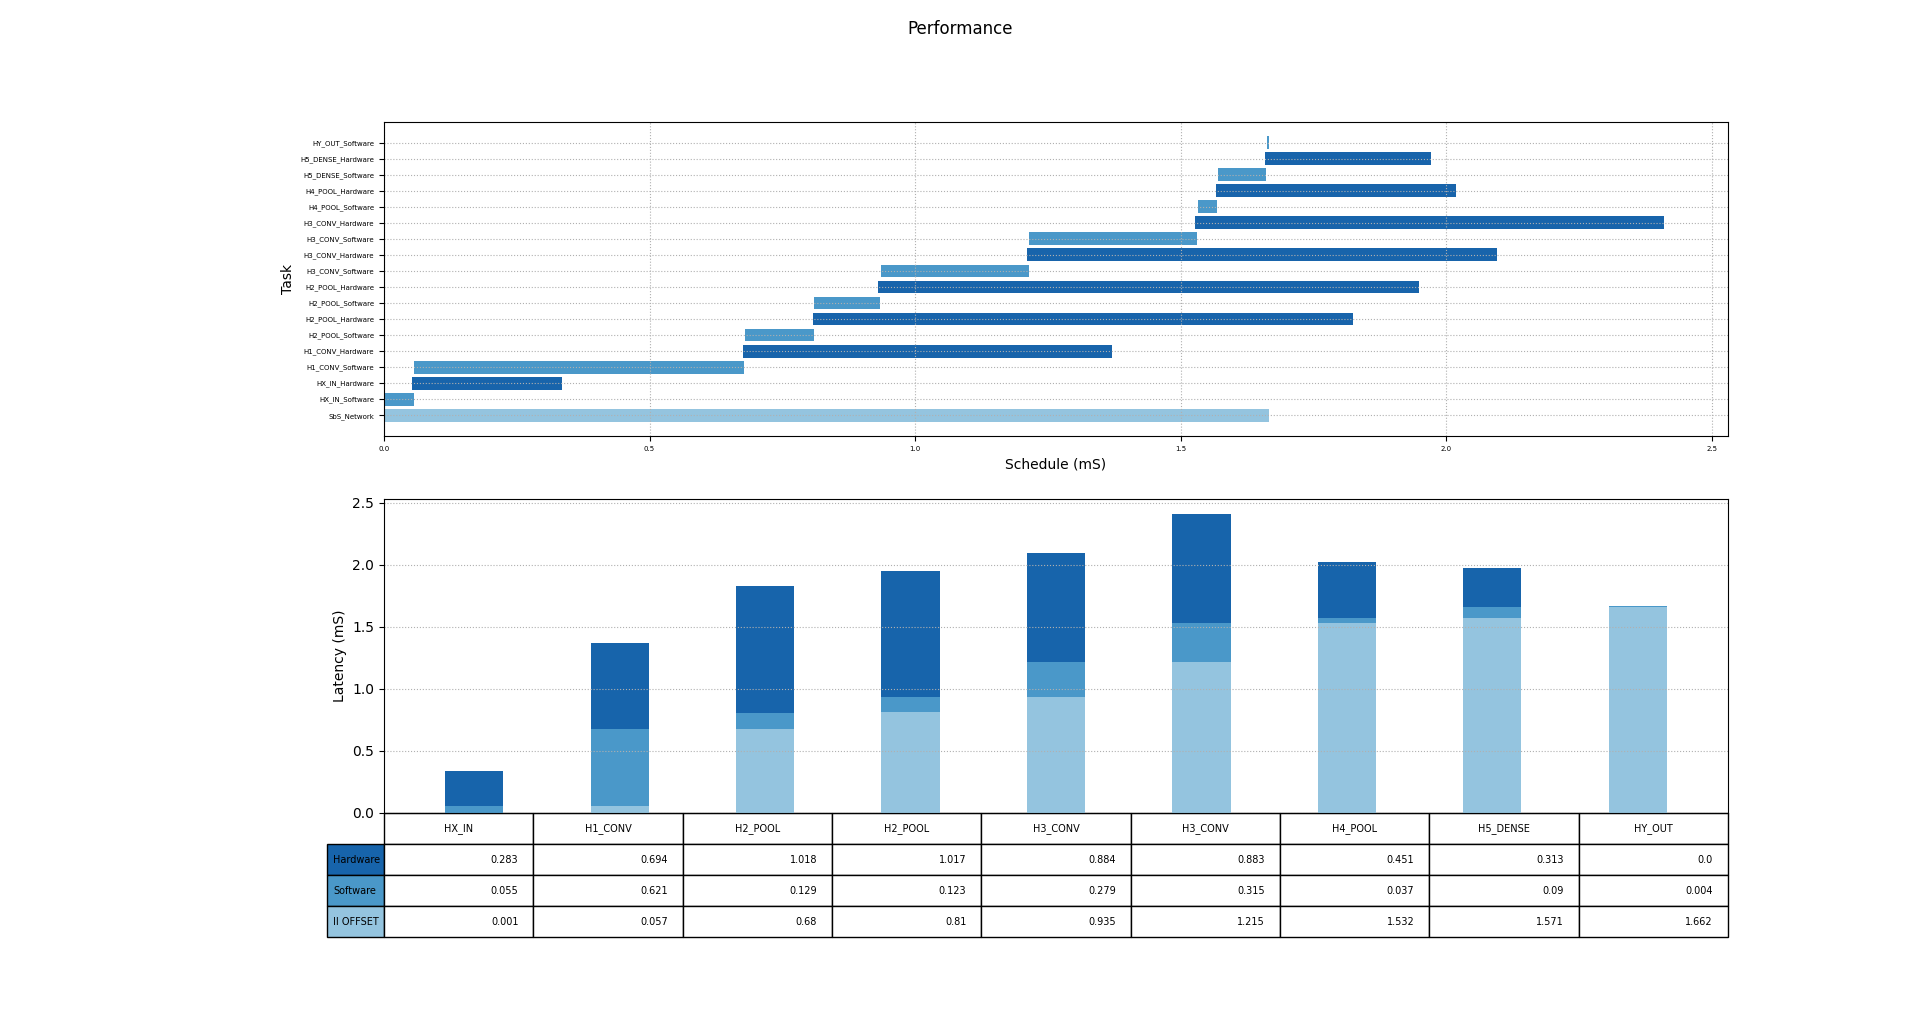 Performance
Task
HY_OUT_Software
H5_DENSE_Hardware
H5_DENSE_Software
H4_POOL_Hardware
H4_POOL_Software
H3_CONV_Hardware
H3_CONV_Software
H3_CONV_Hardware
H3_CONV_Software
H2_POOL_Hardware
H2_POOL_Software
H2_POOL_Hardware
H2_POOL_Software
H1_CONV_Hardware
H1_CONV_Software
HX_IN_Hardware
HX_IN_Software
SbS_Network
0.0 0.5 1.0 1.5 2.0 2.5
Schedule (mS)
Latency (mS)
2.5
2.0
1.5
1.0
0.5
0.0
HX_IN H1_CONV H2_POOL H2_POOL H3_CONV H3_CONV H4_POOL H5_DENSE HY_OUT
Hardware 0.283 0.694 1.018 1.017 0.884 0.883 0.451 0.313 0.0
Software 0.055 0.621 0.129 0.123 0.279 0.315 0.037 0.09 0.004
II OFFSET 0.001 0.057 0.68 0.81 0.935 1.215 1.532 1.571 1.662